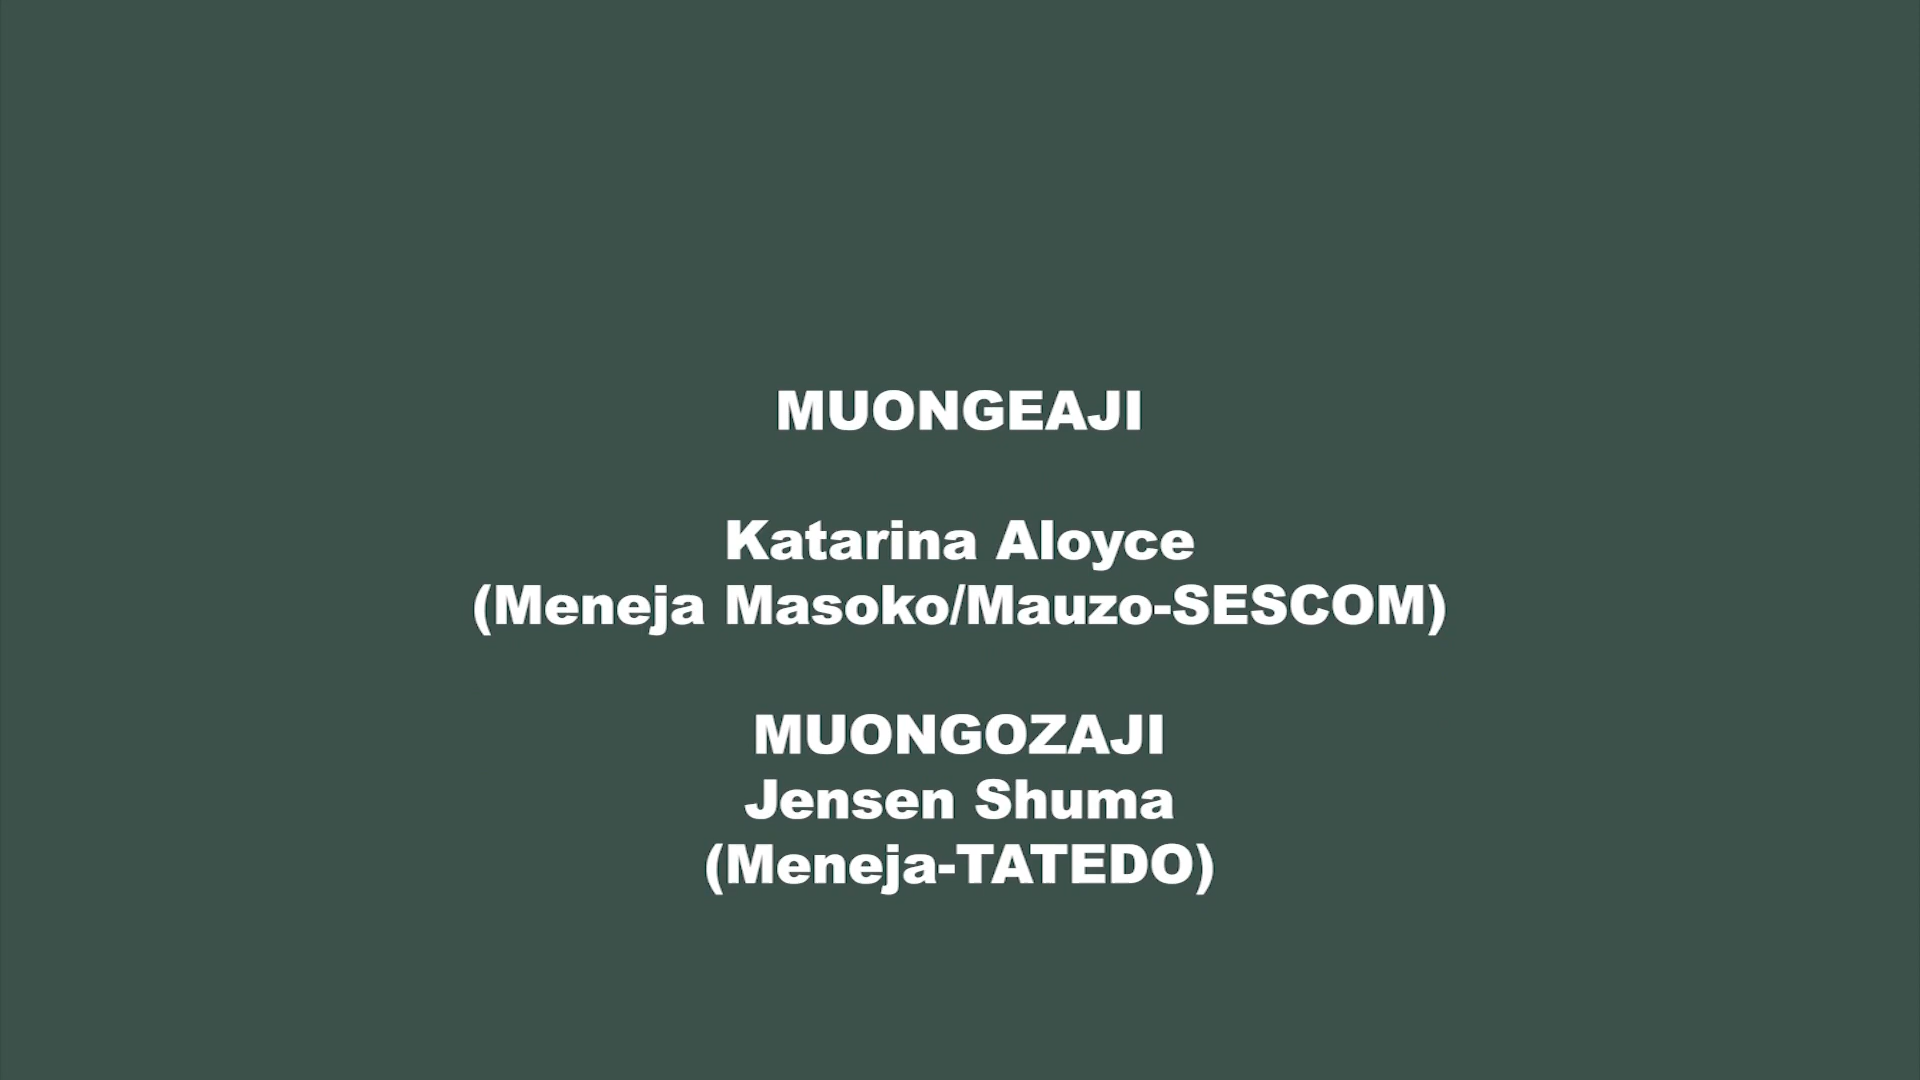 MUONGEAJI
Katarina Aloyce
(Meneja Masoko/Mauzo-SESCOM)
MUONGOZAJI
Jensen Shuma
(Meneja-TATEDO)